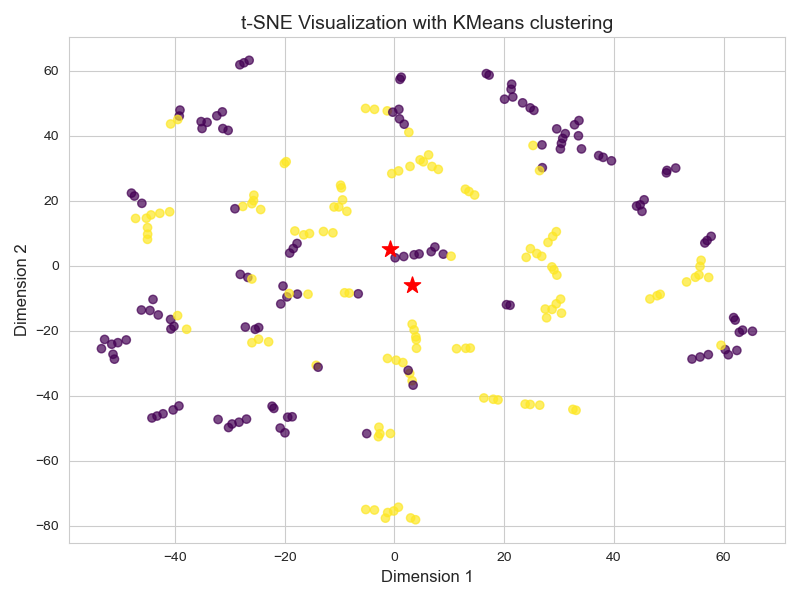 t-SNE Visualization with KMeans clustering
60
40
20
0
−20
−40
−60
−80
Dimension 2
−40 −20 0 20 40 60
Dimension 1